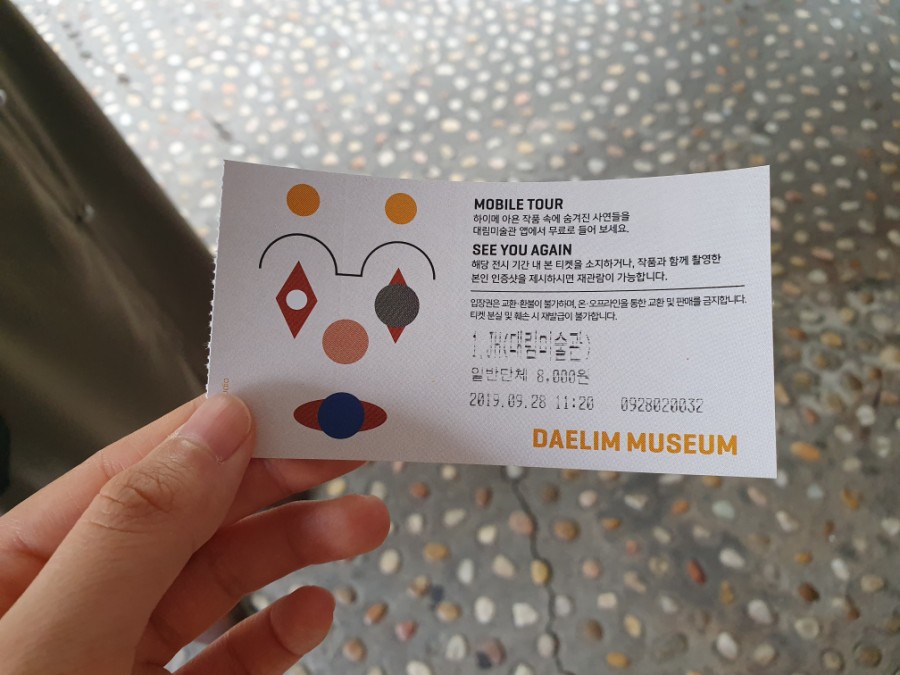 MOBILE TOUR
하이메 아욘 작품 속에 숨겨진 사연들을
대림미술관 앱에서 무료로 들어 보세요.
SEE YOU AGAIN
해당 전시 기간 내 본 티켓을 소지하거나, 작품과 함께 촬영한
본인 인증샷을 제시하시면 재관람이 가능합니다.
입장권은 교환·환불이 불가하며, 온·오프라인을 통한 교환 및 판매를 금지합니다.
티켓 분실 및 훼손 시 재발급이 불가합니다.
1.JH(대림미술관)
일반단체 8,000원
2019.09.28 11:20 0928020032
DAELIM MUSEUM